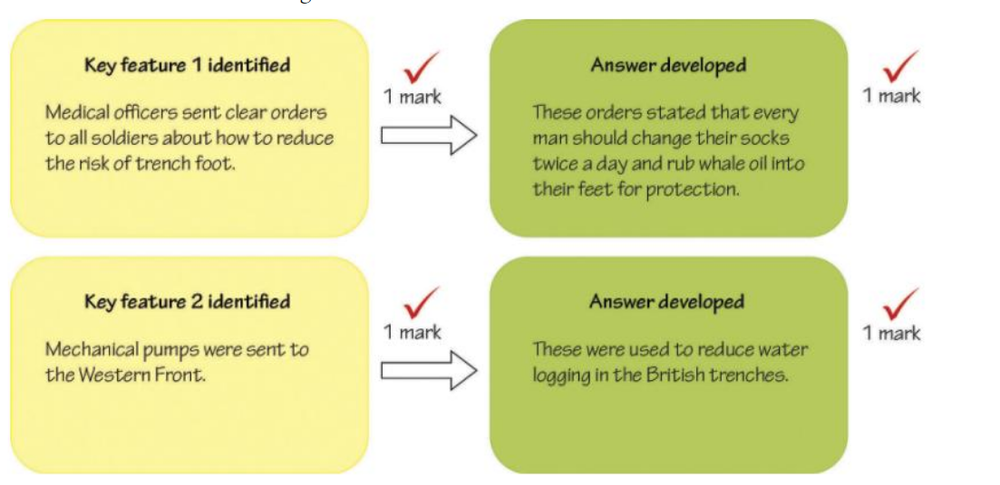 Key feature 1 identified
Medical officers sent clear orders
to all soldiers about how to reduce
the risk of trench foot.
1 mark
Answer developed
These orders stated that every
man should change their socks
twice a day and rub whale oil into
their feet for protection.
1 mark
Key feature 2 identified
Mechanical pumps were sent to
the Western Front.
1 mark
Answer developed
These were used to reduce water
logging in the British trenches.
1 mark